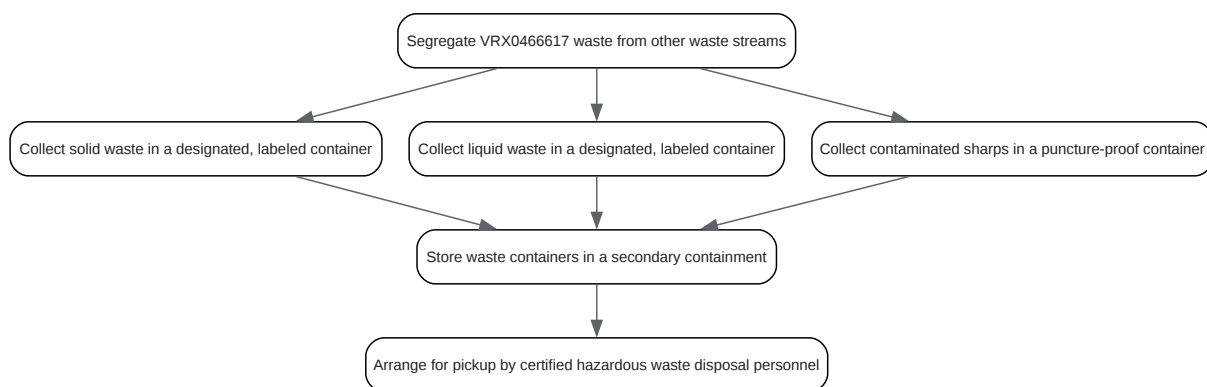 Segregate VRX0466617 waste from other waste streams
Collect solid waste in a designated, labeled container
Collect liquid waste in a designated, labeled container
Collect contaminated sharps in a puncture-proof container
Store waste containers in a secondary containment
Arrange for pickup by certified hazardous waste disposal personnel